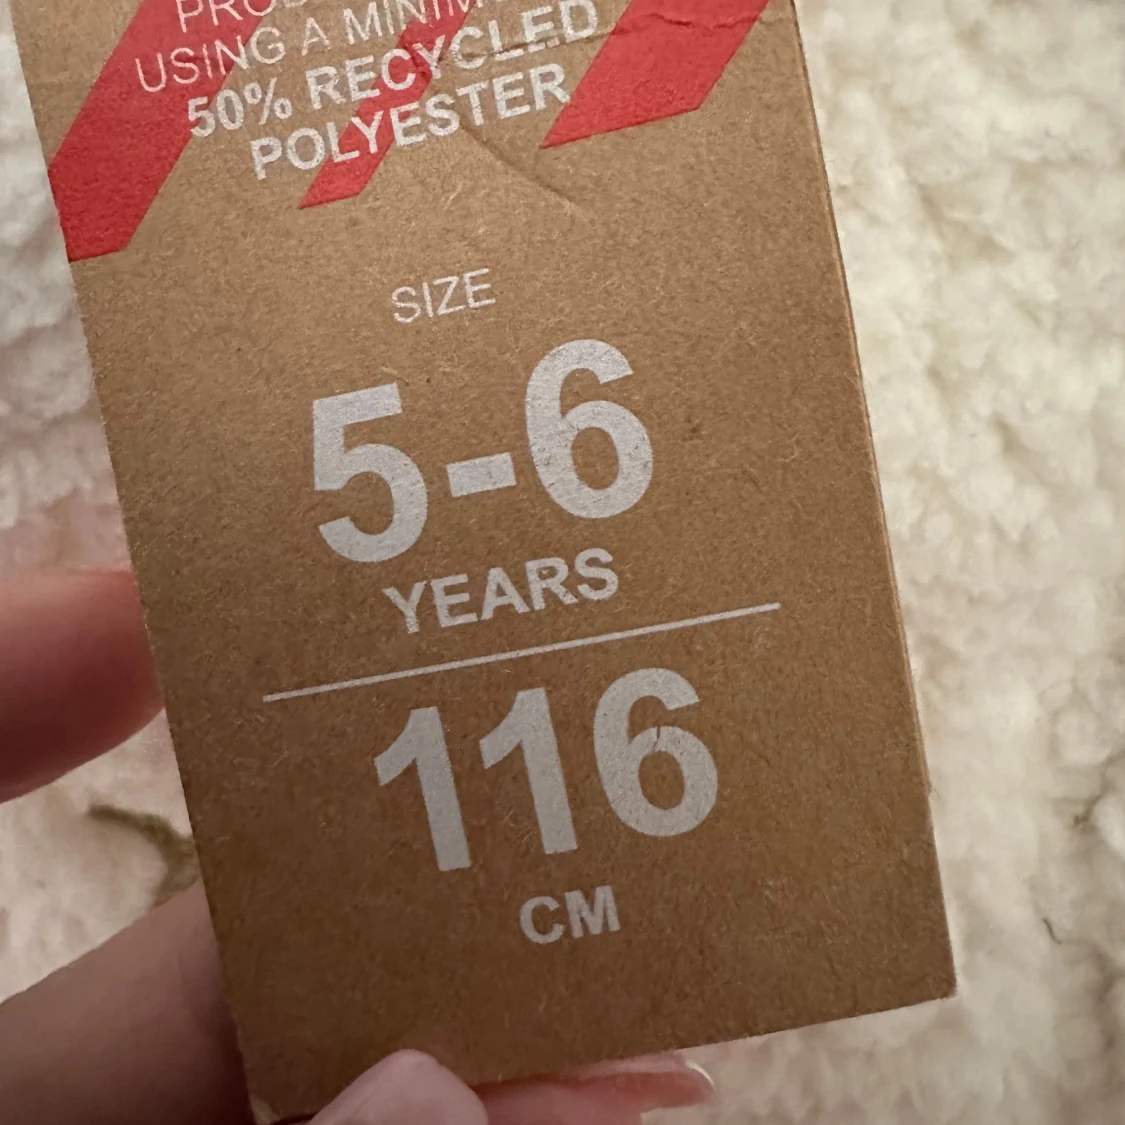 USING A MINIM
50% RECYCLED
POLYESTER
SIZE
5-6
YEARS
116
CM